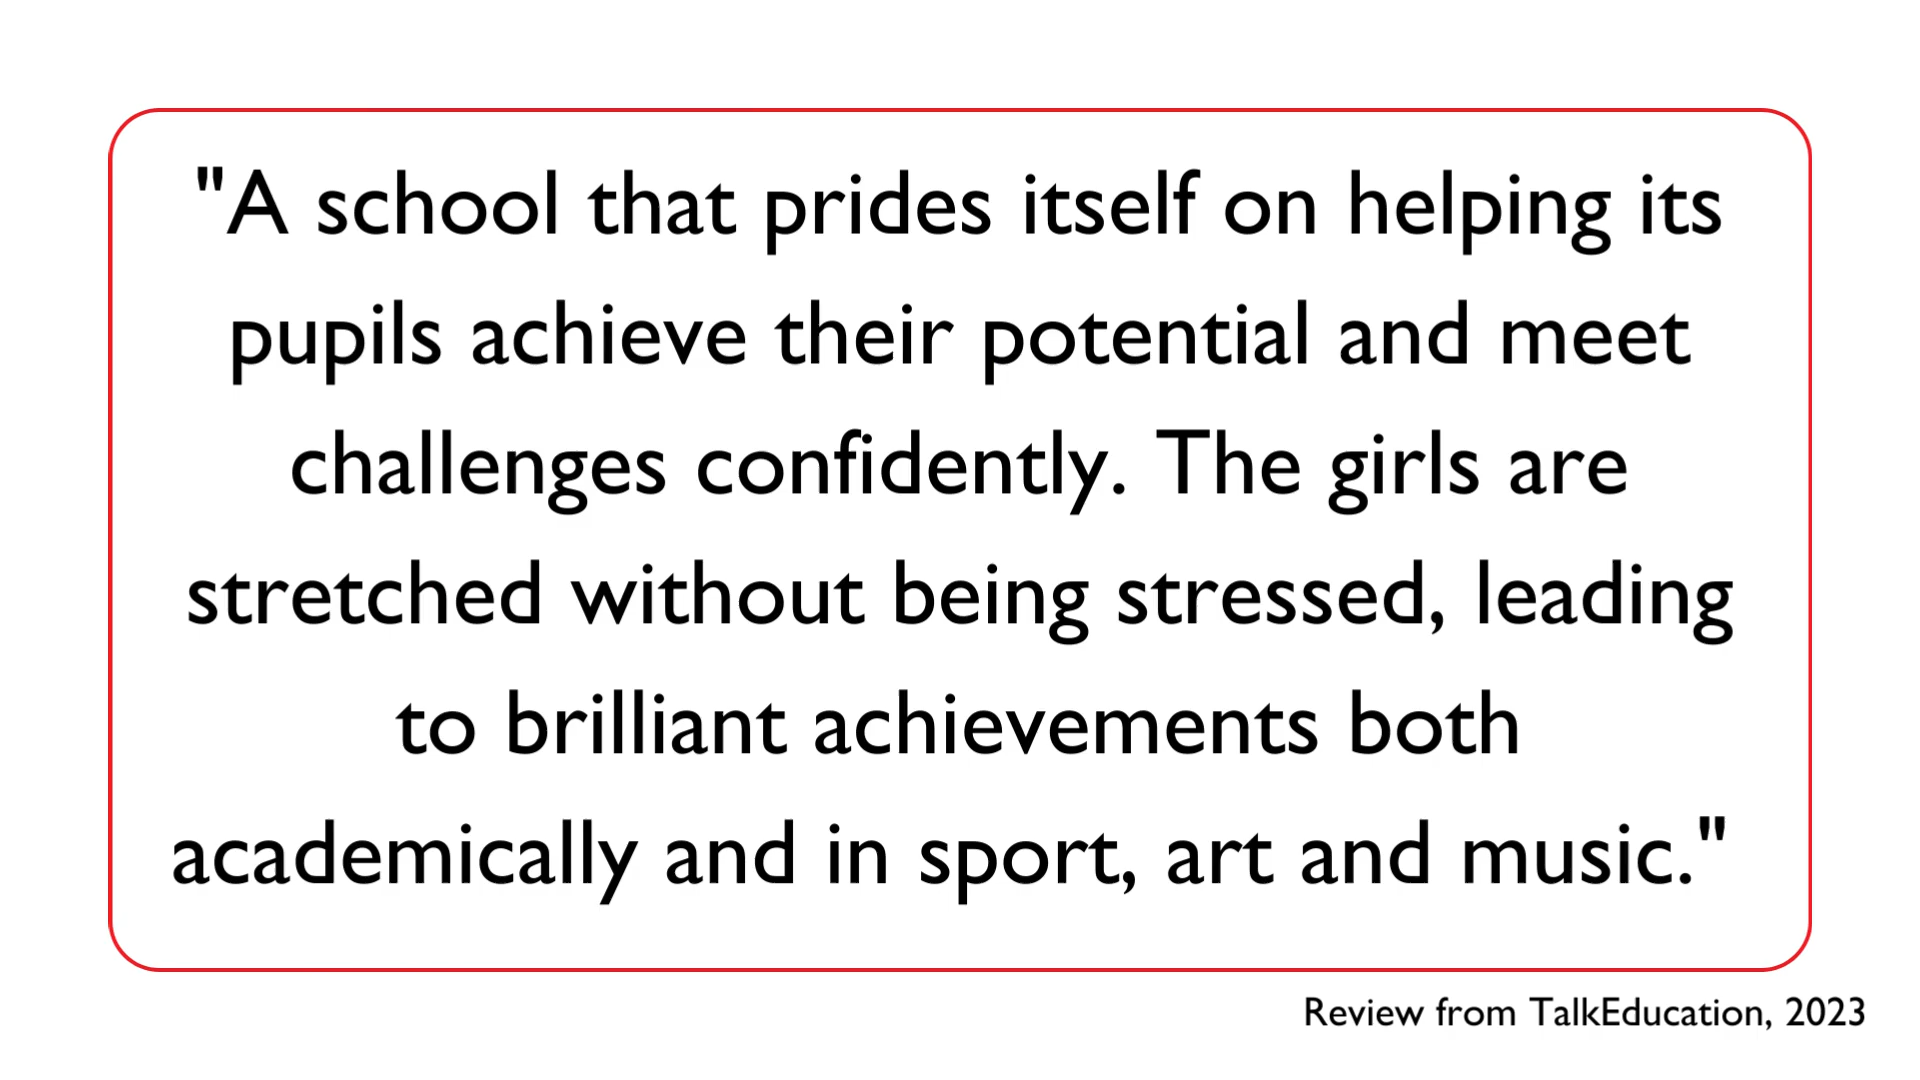 "A school that prides itself on helping its
pupils achieve their potential and meet
challenges confidently. The girls are
stretched without being stressed, leading
to brilliant achievements both
academically and in sport, art and music."
Review from TalkEducation, 2023